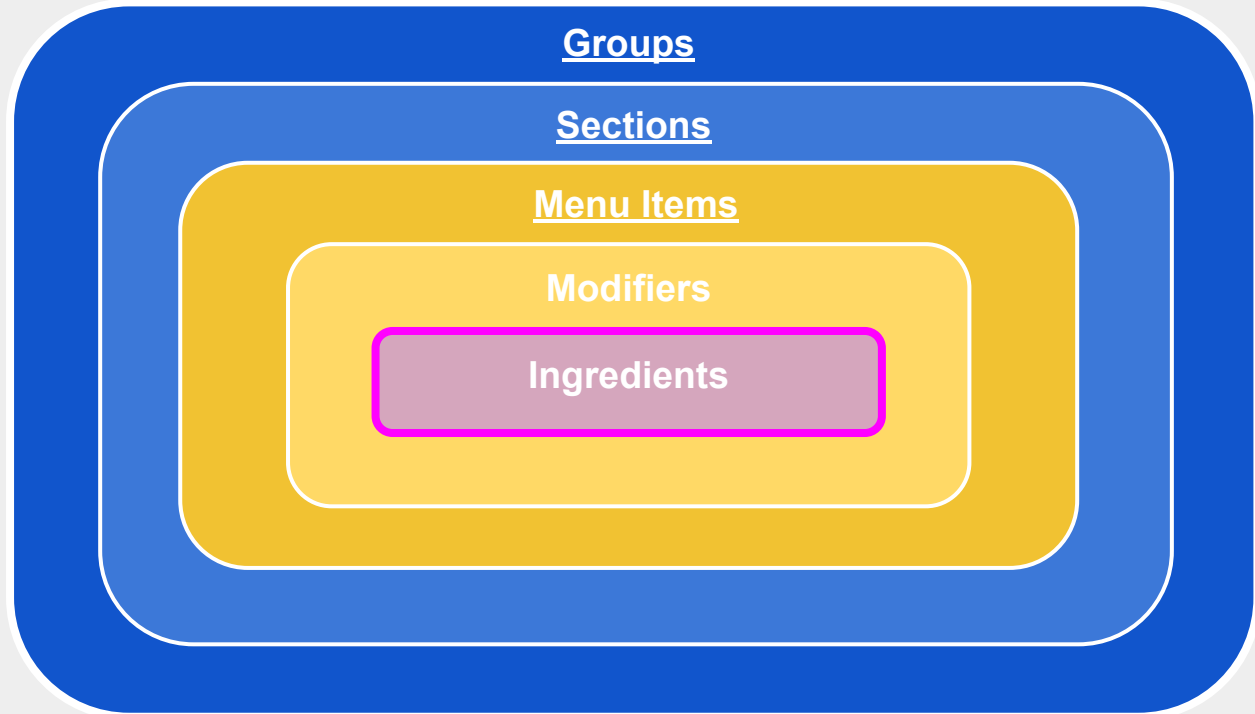 Groups
Sections
Menu Items
Modifiers
Ingredients